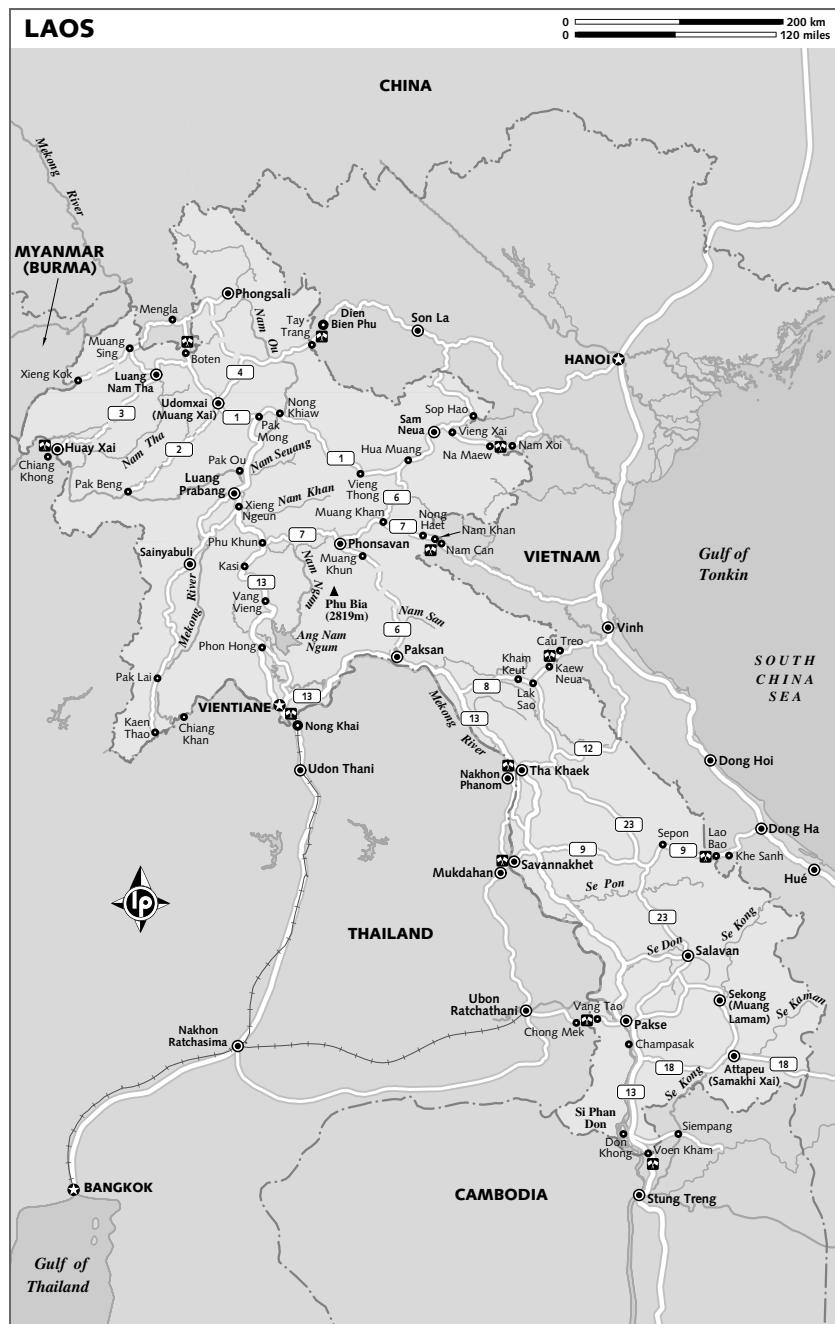 LAOS
0 200 km
0 120 miles
CHINA
Mekong
River
MYANMAR
(BURMA)
Phongsali
Mengla
Nam Ou
Tay
Trang
Dien
Bien Phu
Son La
Muang
Sing
Boten
HANOI
Xieng Kok
Luang
Nam Tha
4
Udomxai
(Muang Xai)
Nong
Khiaw
3
1
Pak
Mong
Sop Hao
Sam
Neua
Vieng Xai
Na Maew
Nam Xoi
Huay Xai
Chiang
Khong
Nam Tha
2
Pak Ou
Nam Seuang
1
Hua Muang
Pak Beng
Luang
Prabang
Vieng
Thong
6
Xieng
Ngeun
Nam Khan
Muang Kham
Nong
Haet
Nam Khan
7
Nam Can
Phu Khun
7
Phonsavan
VIETNAM
Gulf of
Tonkin
Sainyabuli
Kasi
Muang
Khun
Nam
Ngum
13
Vang
Vieng
Phu Bia
(2819m)
Nam San
Mekong
River
Ang Nam
Ngum
6
Vinh
Phon Hong
Paksan
Cau Treo
Kham
Keut
Kaew
Neua
SOUTH
CHINA
SEA
Pak Lai
8
Lak
Sao
VIENTIANE
13
Mekong
River
13
Kaen
Thao
Chiang
Khan
Nong Khai
12
Udon Thani
Nakhon
Phanom
Tha Khaek
Dong Hoi
23
Sepon
Lao
Bao
Dong Ha
9
9
Khe Sanh
Savannakhet
Mukdahan
Hué
Se Pon
lp
THAILAND
23
Se Kong
Se Don
Salavan
Ubon
Ratchathani
Vang Tao
Sekong
(Muang
Lamam)
Se Kaman
Chong Mek
Pakse
Nakhon
Ratchasima
Champasak
18
Attapeu
(Samakhi Xai)
18
13
Se Kong
Si Phan
Don
Siempang
Don
Khong
Voen Kham
BANGKOK
CAMBODIA
Stung Treng
Gulf of
Thailand